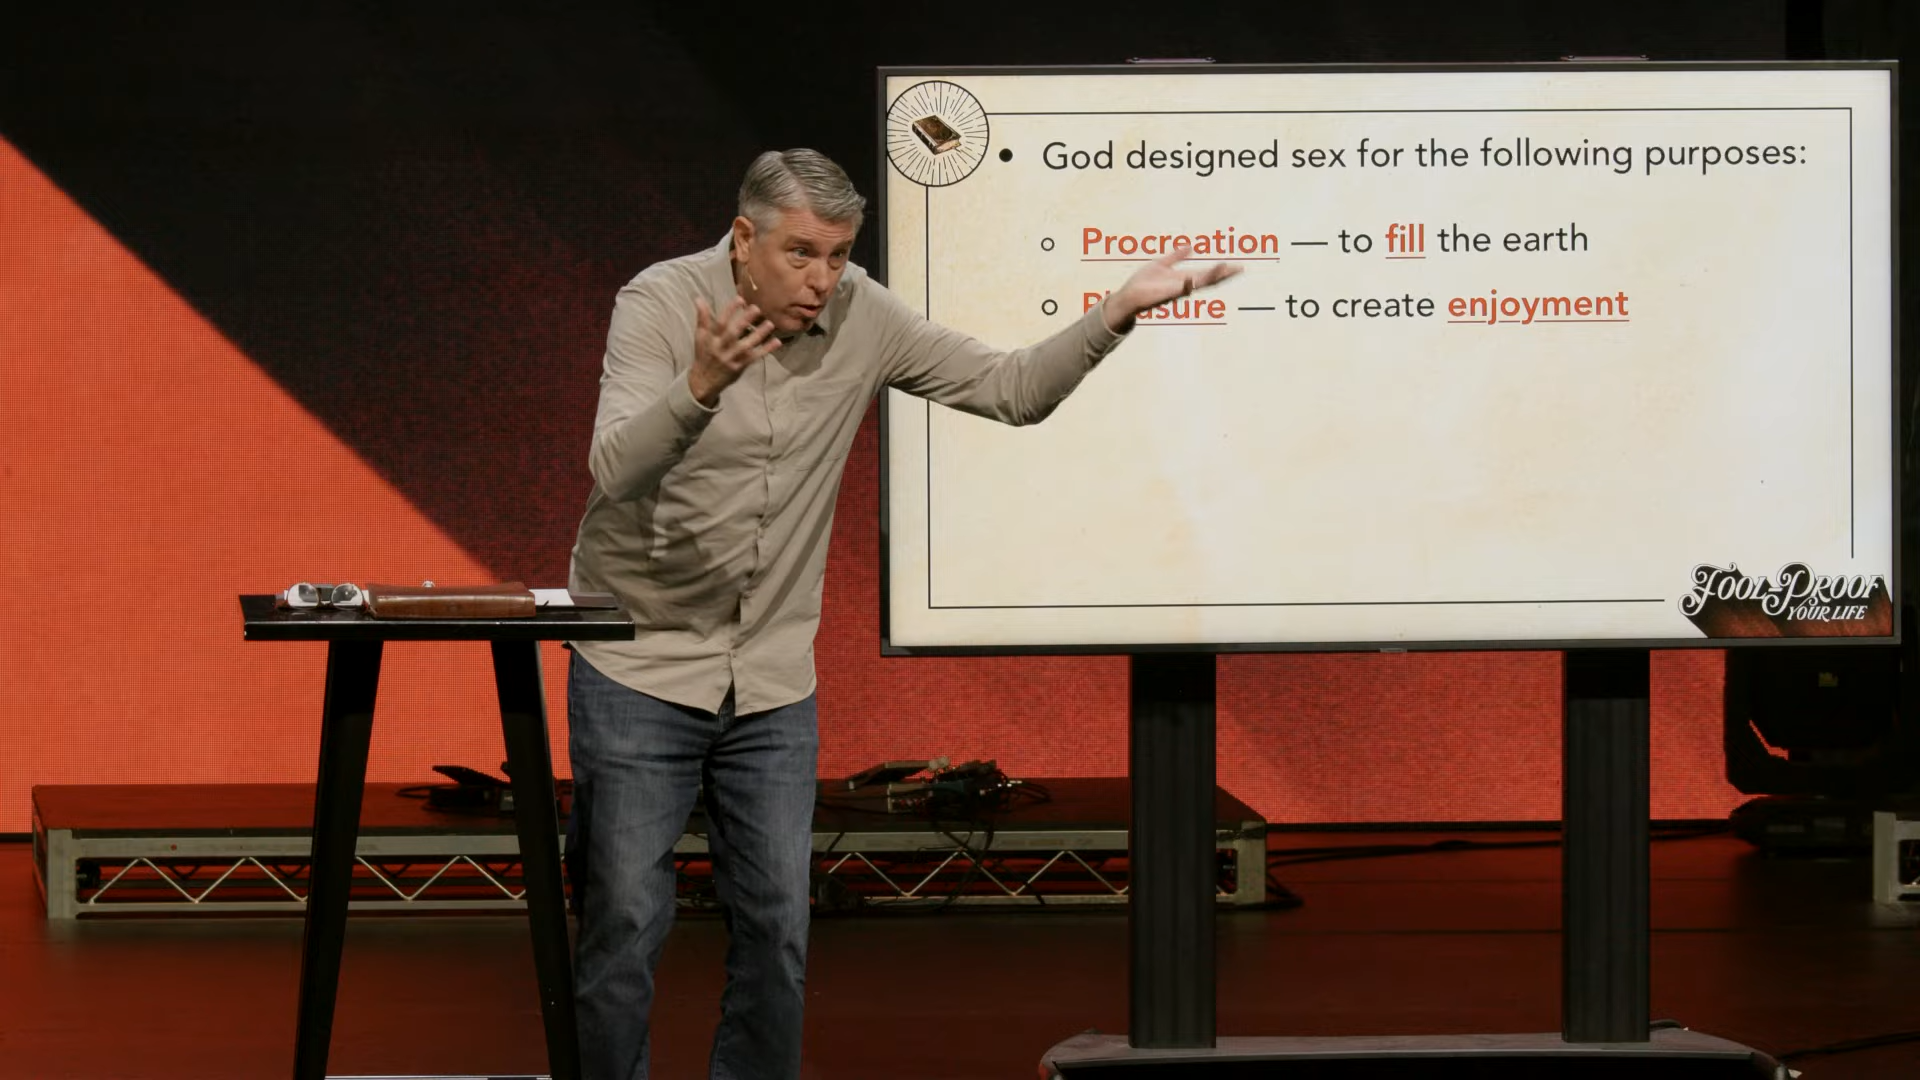 • God designed sex for the following purposes:
○ Procreation — to fill the earth
○ Pleasure — to create enjoyment
FOOL-PROOF
YOUR LIFE